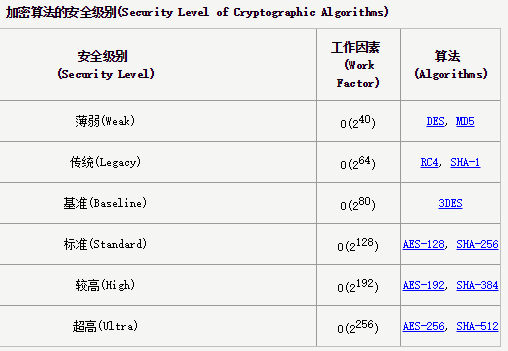 加密算法的安全级别(Security Level of Cryptographic Algorithms)
安全级别
(Security Level)
工作因素
(Work
Factor)
算法
(Algorithms)
薄弱(Weak)
O(2^40)
DES, MD5
传统(Legacy)
O(2^64)
RC4, SHA-1
基准(Baseline)
O(2^80)
3DES
标准(Standard)
O(2^128)
AES-128, SHA-256
较高(High)
O(2^192)
AES-192, SHA-384
超高(Ultra)
O(2^256)
AES-256, SHA-512